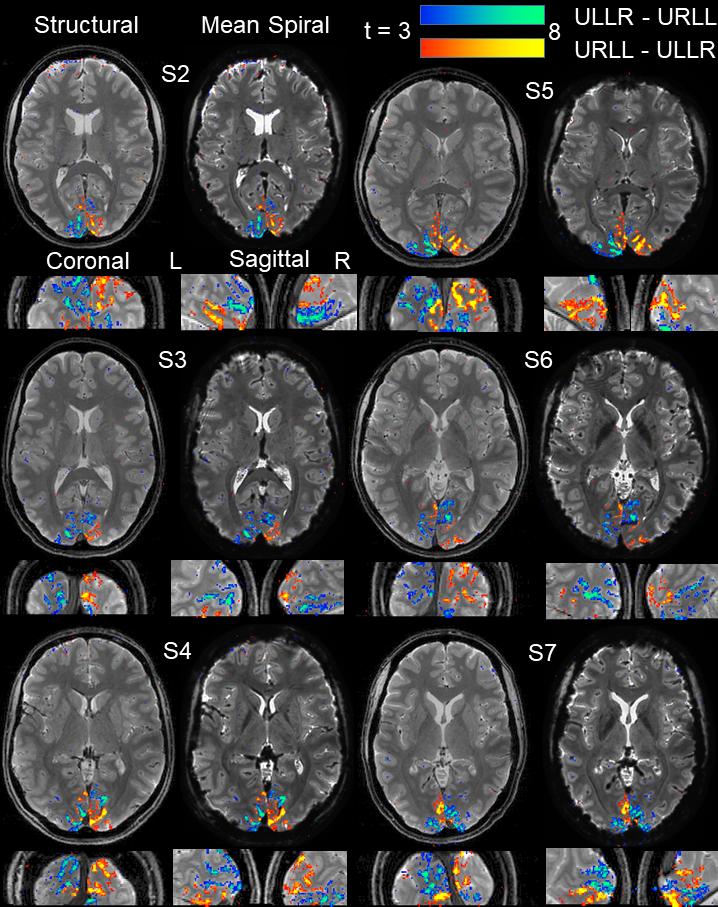 Structural Mean Spiral t = 3 8 ULLR - URLL
URLL - ULLR
S2 S5
Coronal L Sagittal R
S3 S6
S4 S7